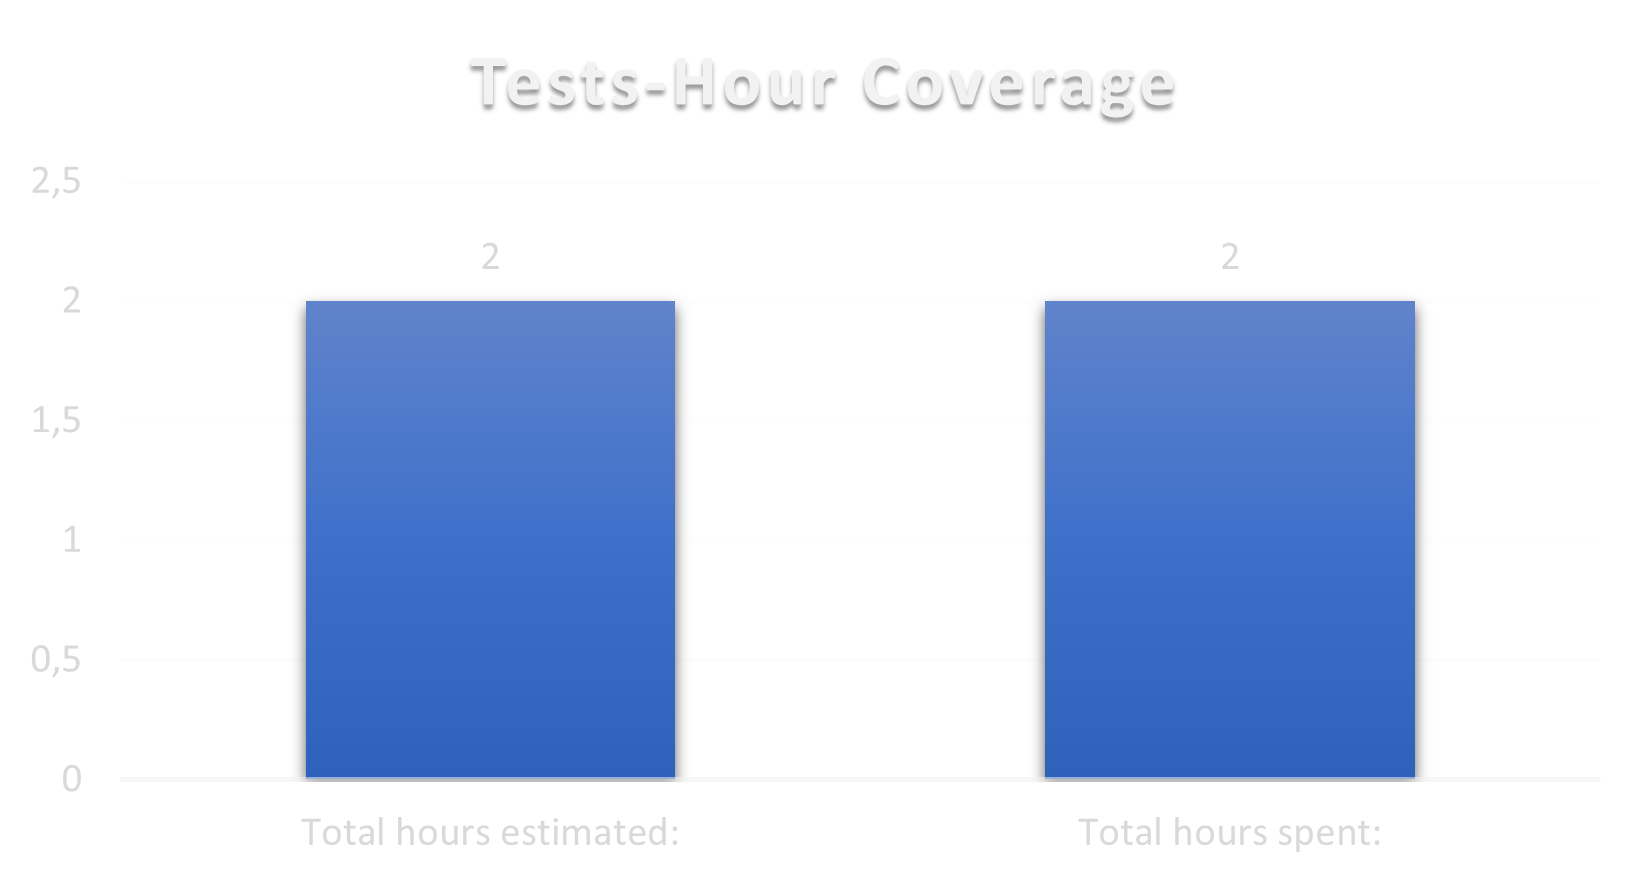 Tests-Hour Coverage
2,5
2
1,5
1
0,5
0
2
2
Total hours estimated:
Total hours spent: